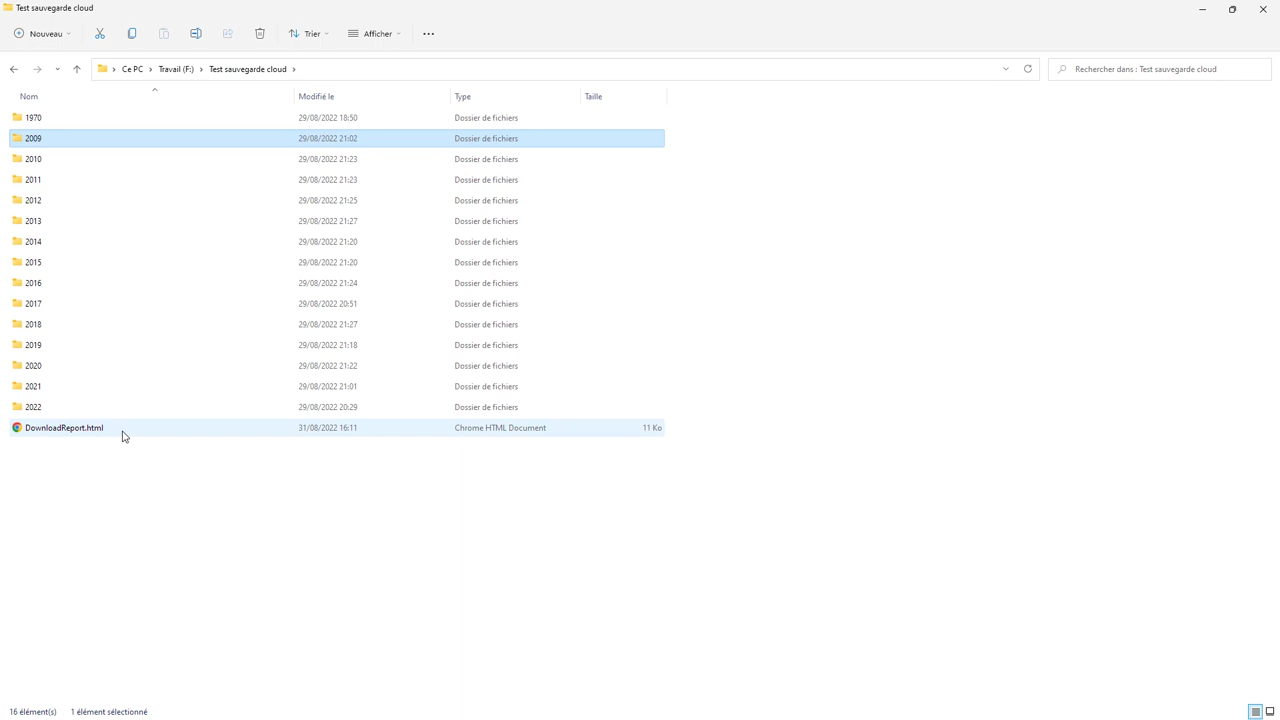 Test sauvegarde cloud
Nouveau Trier Afficher
Ce PC Travail (F:) Test sauvegarde cloud Rechercher dans : Test sauvegarde cloud
Nom Modifié le Type Taille
1970 29/08/2022 18:50 Dossier de fichiers
2009 29/08/2022 21:02 Dossier de fichiers
2010 29/08/2022 21:23 Dossier de fichiers
2011 29/08/2022 21:23 Dossier de fichiers
2012 29/08/2022 21:25 Dossier de fichiers
2013 29/08/2022 21:27 Dossier de fichiers
2014 29/08/2022 21:20 Dossier de fichiers
2015 29/08/2022 21:20 Dossier de fichiers
2016 29/08/2022 21:24 Dossier de fichiers
2017 29/08/2022 20:51 Dossier de fichiers
2018 29/08/2022 21:27 Dossier de fichiers
2019 29/08/2022 21:18 Dossier de fichiers
2020 29/08/2022 21:22 Dossier de fichiers
2021 29/08/2022 21:01 Dossier de fichiers
2022 29/08/2022 20:29 Dossier de fichiers
DownloadReport.html 31/08/2022 16:11 Chrome HTML Document 11 Ko
16 élément(s) 1 élément sélectionné